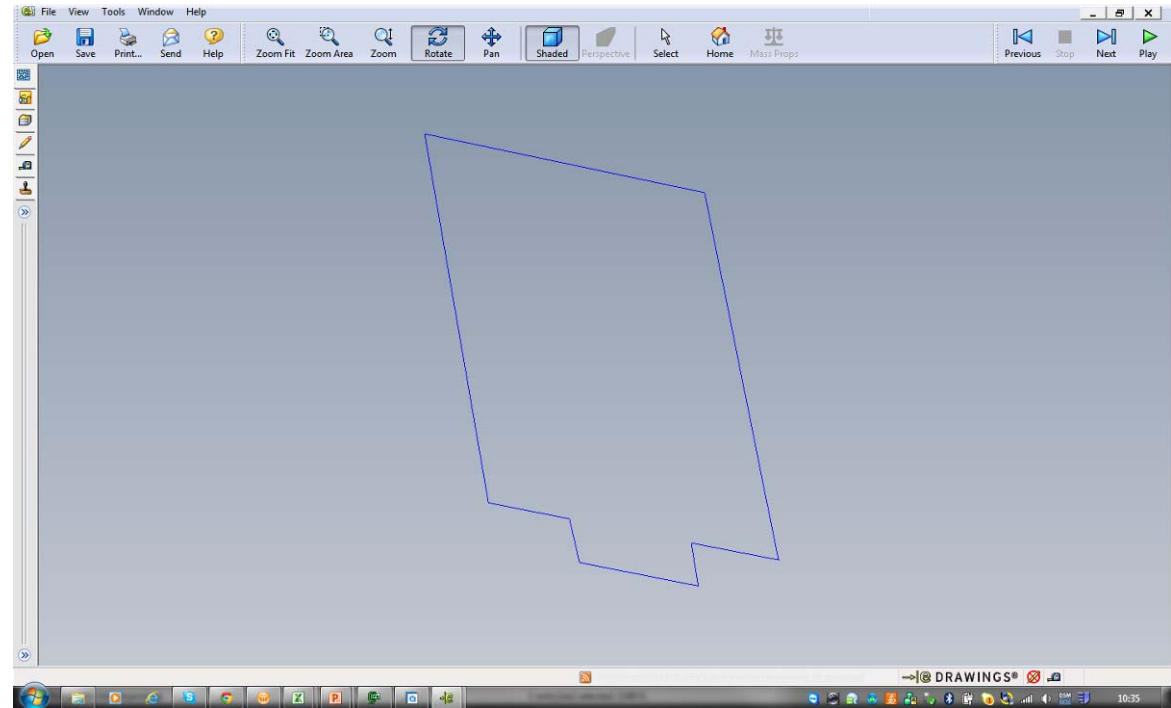 File View Tools Window Help
Open Save Print... Send Help Zoom Fit Zoom Area Zoom Rotate Pan Shaded Perspective Select Home Mass Props Previous Stop Next Play
DRAWINGS®
10:35